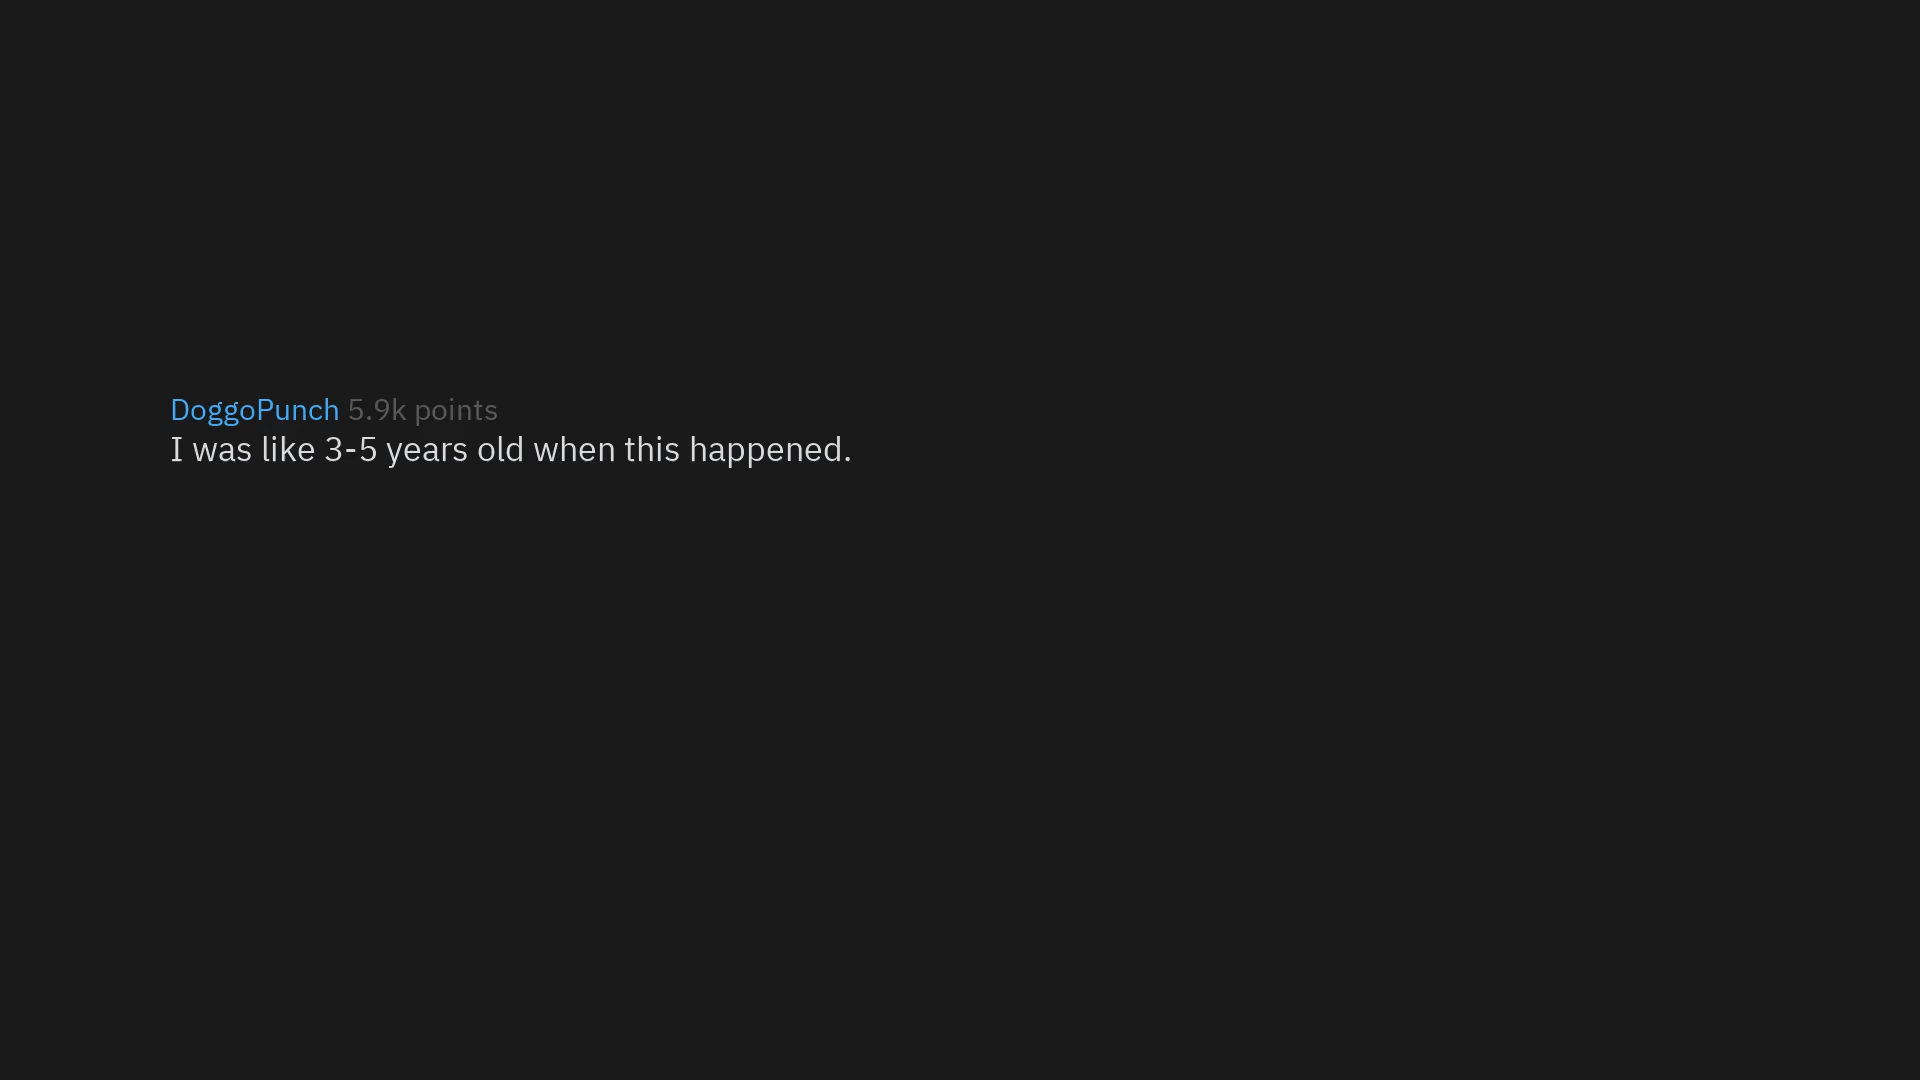 DoggoPunch 5.9k points
I was like 3-5 years old when this happened.